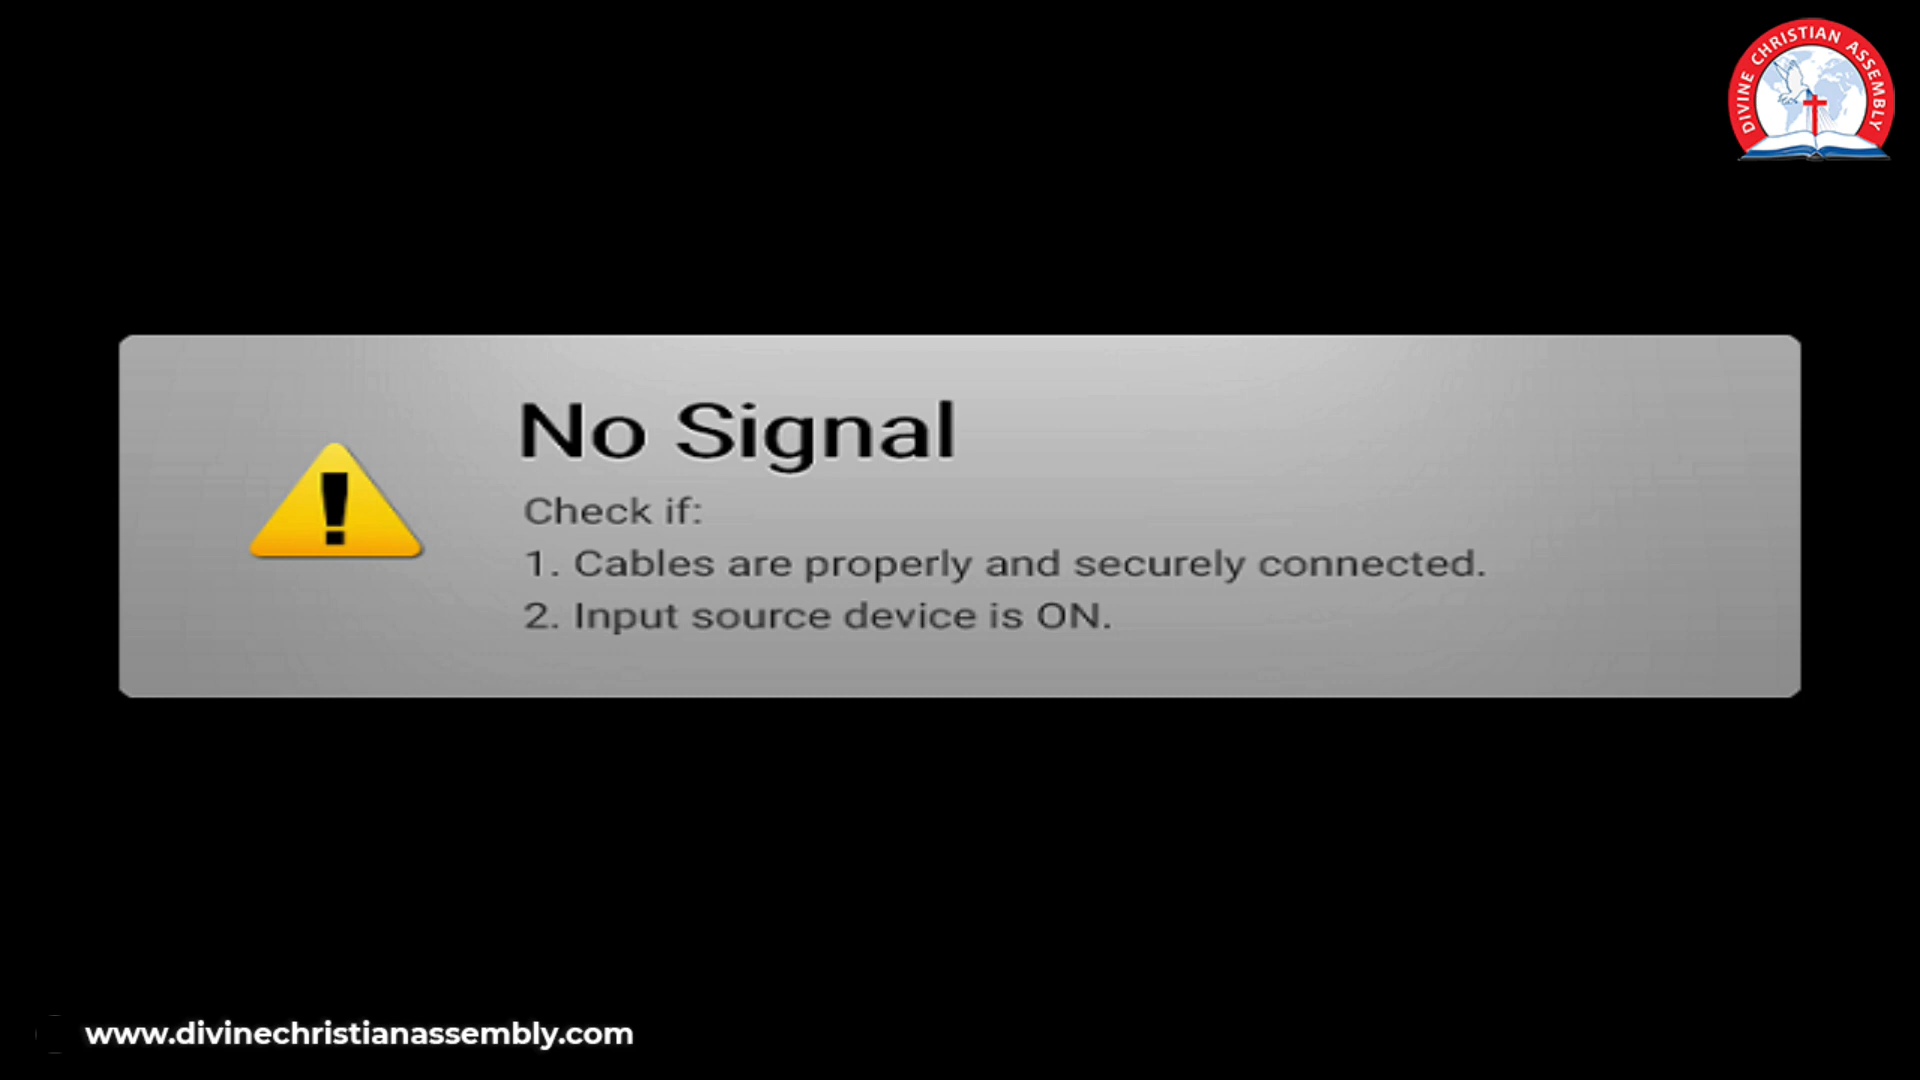 DIVINE CHRISTIAN ASSEMBLY
No Signal
Check if:
1. Cables are properly and securely connected.
2. Input source device is ON.
www.divinechristianassembly.com